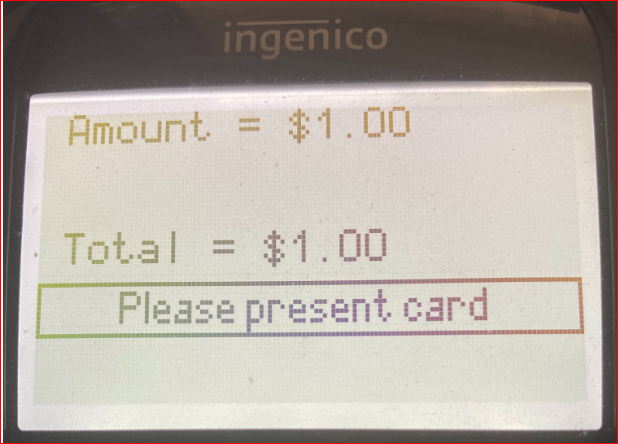 ingenico
Amount = $1.00
Total = $1.00
Please present card